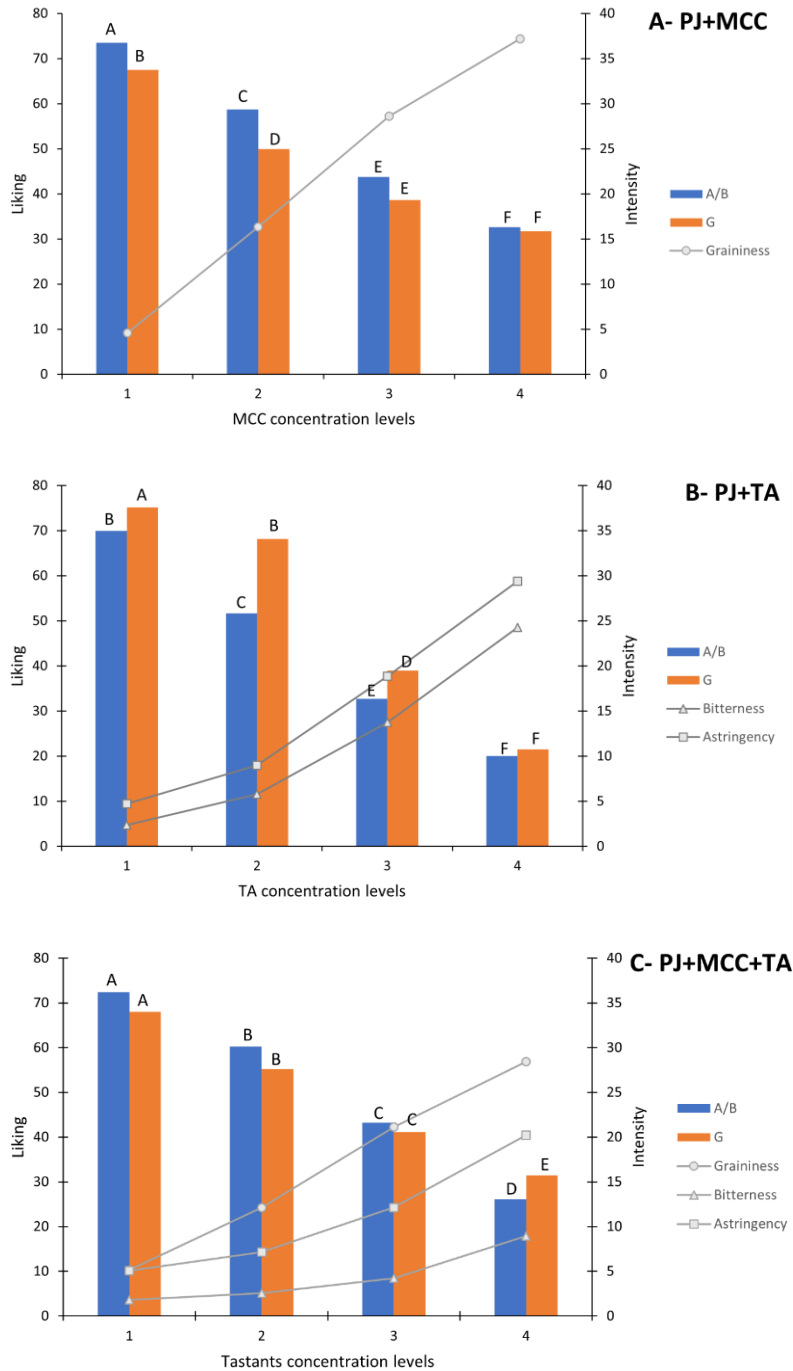 A- PJ+MCC
80 70 60 50 40 30 20 10 0
Liking
A B C D E E F F
40 35 30 25 20 15 10 5 0
Intensity
A/B
G
Graininess
1 2 3 4
MCC concentration levels
B- PJ+TA
80 70 60 50 40 30 20 10 0
Liking
B A C B E D F F
40 35 30 25 20 15 10 5 0
Intensity
A/B
G
Bitterness
Astringency
1 2 3 4
TA concentration levels
C- PJ+MCC+TA
80 70 60 50 40 30 20 10 0
Liking
A A B B C C D E
40 35 30 25 20 15 10 5 0
Intensity
A/B
G
Graininess
Bitterness
Astringency
1 2 3 4
Tastants concentration levels